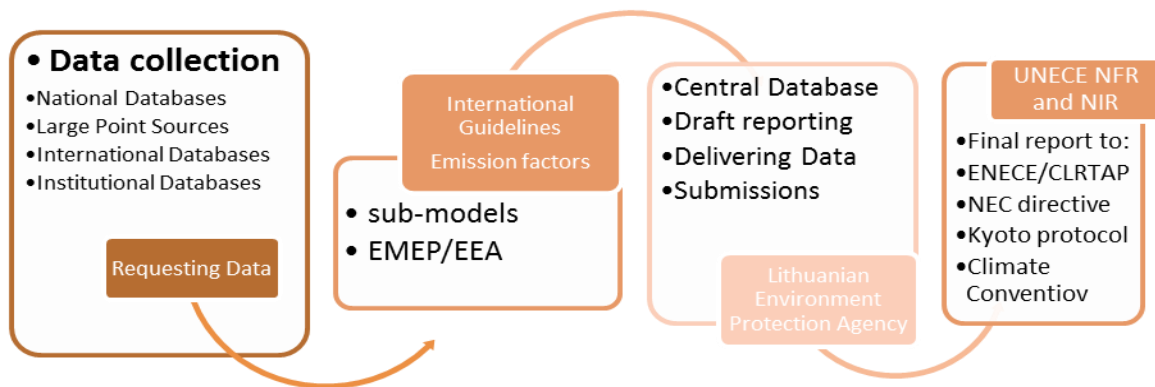 • Data collection
•National Databases
•Large Point Sources
•International Databases
•Institutional Databases
Requesting Data
International
Guidelines
Emission factors
• sub-models
• EMEP/EEA
•Central Database
•Draft reporting
•Delivering Data
•Submissions
Lithuanian
Environment
Protection Agency
UNECE NFR
and NIR
•Final report to:
•ENECE/CLRTAP
•NEC directive
•Kyoto protocol
•Climate
Conventiov